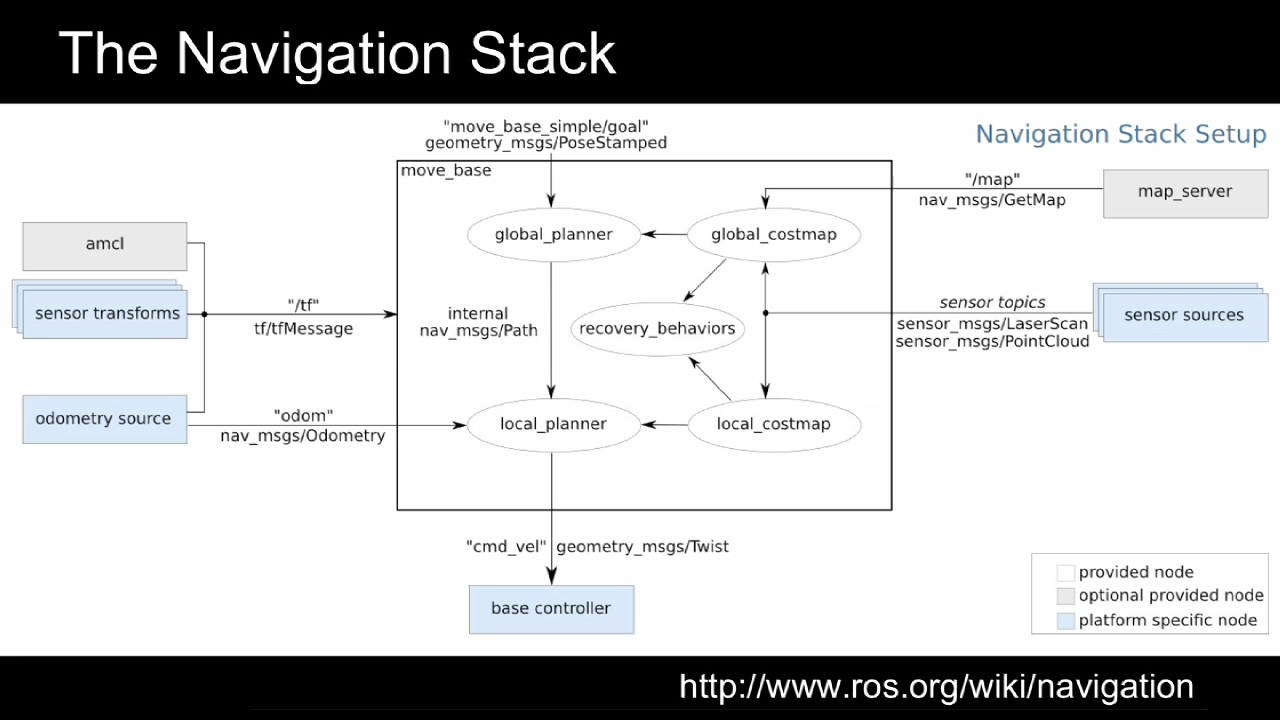 The Navigation Stack
Navigation Stack Setup
"move_base_simple/goal"
geometry_msgs/PoseStamped
move_base
"/map"
nav_msgs/GetMap
map_server
amcl
global_planner
global_costmap
sensor transforms
"/tf"
tf/tfMessage
internal
nav_msgs/Path
recovery_behaviors
sensor topics
sensor_msgs/LaserScan
sensor_msgs/PointCloud
sensor sources
odometry source
"odom"
nav_msgs/Odometry
local_planner
local_costmap
"cmd_vel" geometry_msgs/Twist
base controller
provided node
optional provided node
platform specific node
http://www.ros.org/wiki/navigation